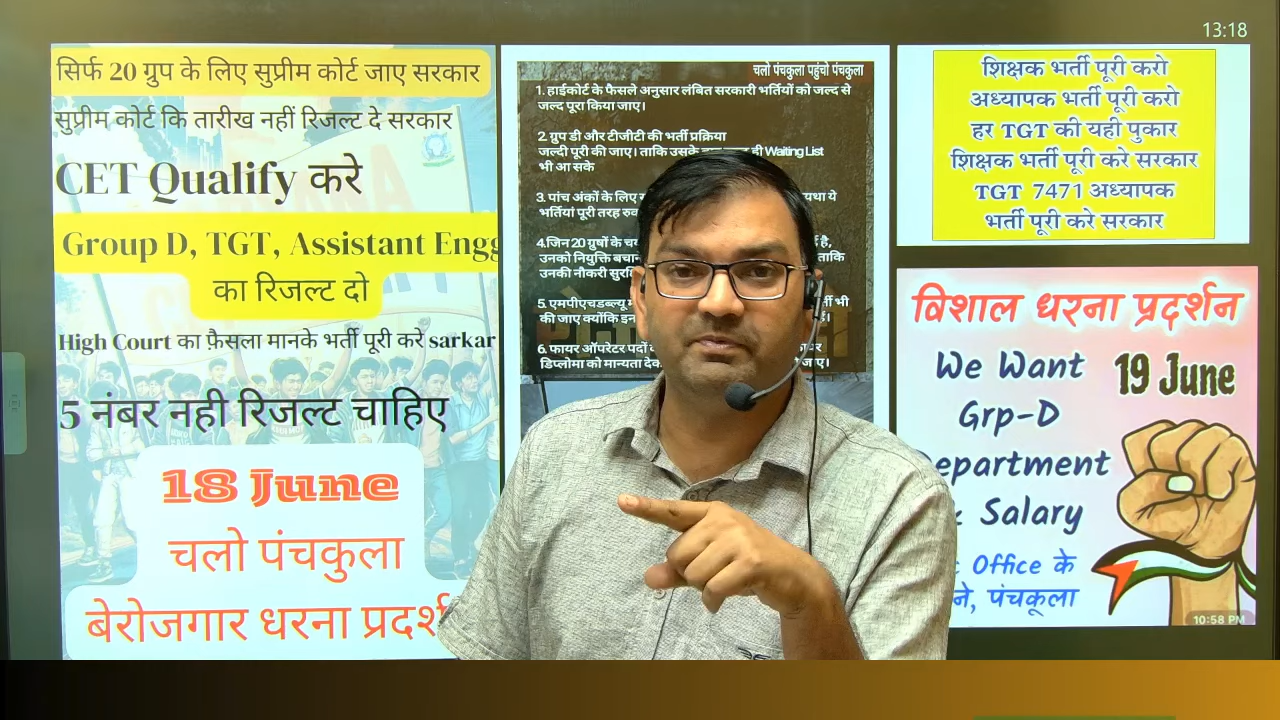 13:18
सिर्फ 20 ग्रुप के लिए सुप्रीम कोर्ट जाए सरकार
सुप्रीम कोर्ट कि तारीख नहीं रिजल्ट दे सरकार
CET Qualify करे
Group D, TGT, Assistant Engg
का रिजल्ट दो
High Court का फ़ैसला मानके भर्ती पूरी करे sarkar
5 नंबर नही रिजल्ट चाहिए
18 June
चलो पंचकुला
बेरोजगार धरना प्रदर्श
चलो पंचकुला पहुंचो पंचकुला
1. हाईकोर्ट के फैसले अनुसार लंबित सरकारी भर्तियों को जल्द से
जल्द पूरा किया जाए।
2. ग्रुप डी और टीजीटी की भर्ती प्रक्रिया
जल्दी पूरी की जाए। ताकि उसके ही Waiting List
भी आ सके
3. पांच अंकों के लिए यथा ये
भर्तियां पूरी तरह
4.जिन 20 ग्रुषों के है,
उनको नियुक्ति ताकि
उनकी नौकरी
5. एमपीएचडब्ल्यू भी
की जाए क्योंकि
6. फायर ऑपरेटर पदों
डिप्लोमा को मान्यता
शिक्षक भर्ती पूरी करो
अध्यापक भर्ती पूरी करो
हर TGT की यही पुकार
शिक्षक भर्ती पूरी करे सरकार
TGT 7471 अध्यापक
भर्ती पूरी करे सरकार
विशाल धरना प्रदर्शन
We Want
19 June
Grp-D
epartment
Salary
Office के
ने, पंचकूला
10:58 PM